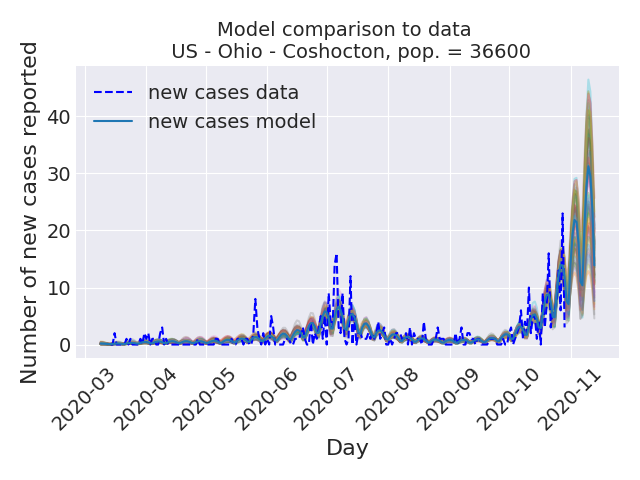 Model comparison to data
US - Ohio - Coshocton, pop. = 36600
Number of new cases reported
new cases data
new cases model
40
30
20
10
0
2020-03
2020-04
2020-05
2020-06
2020-07
2020-08
2020-09
2020-10
2020-11
Day